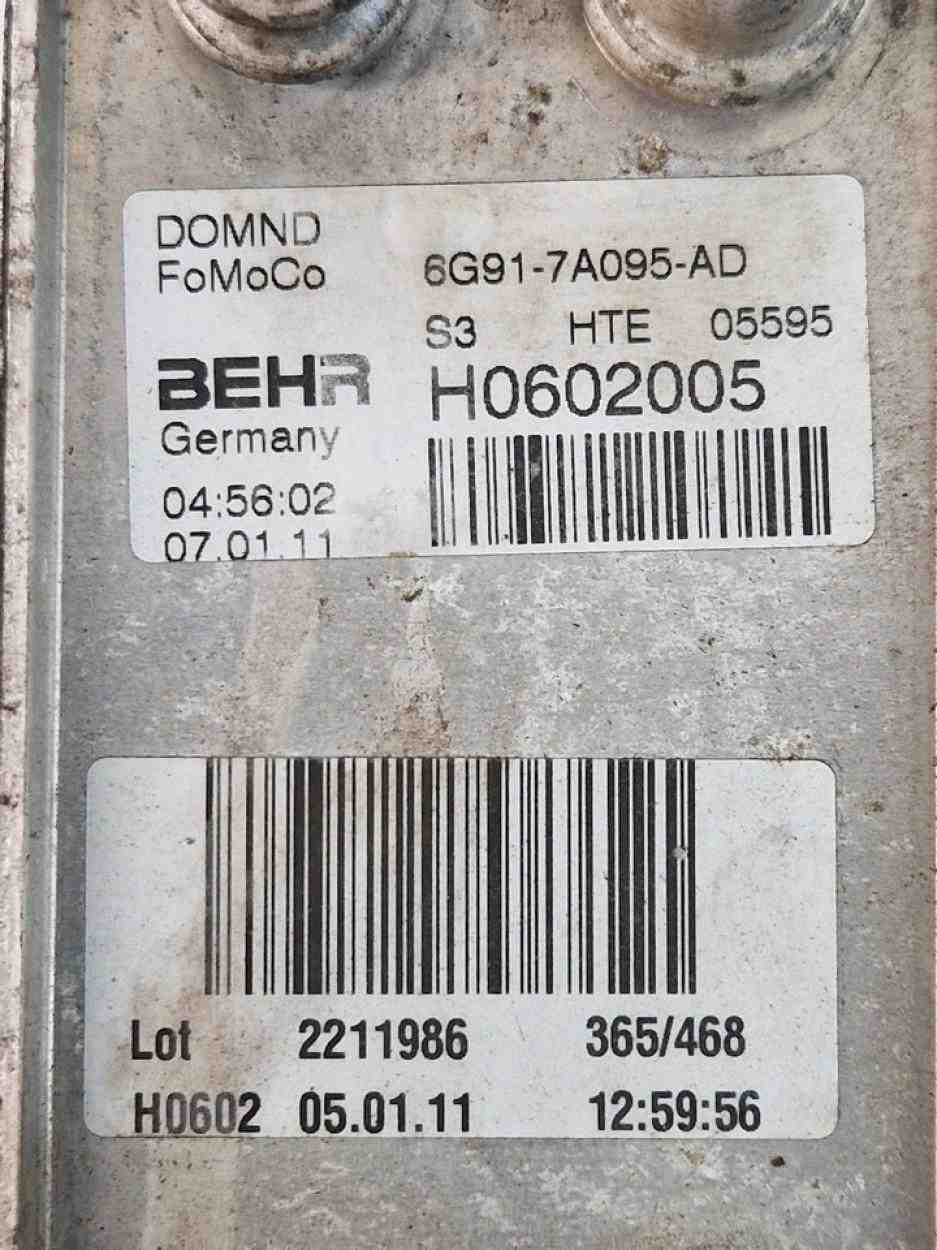 DOMND
FoMoCo 6G91-7A095-AD
S3 HTE 05595
BEHR H0602005
Germany
04:56:02
07.01.11
Lot 2211986 365/468
H0602 05.01.11 12:59:56